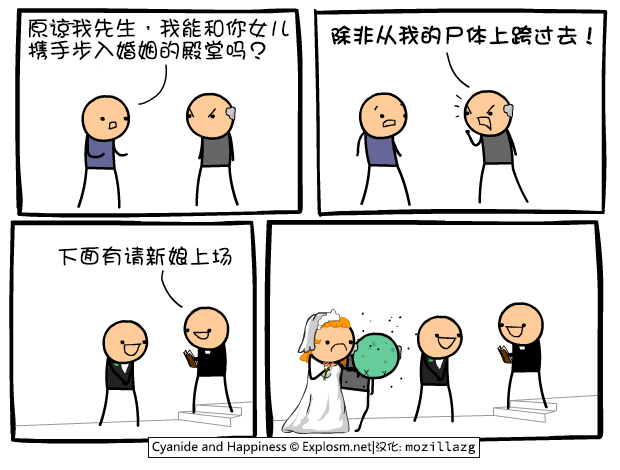 原谅我先生，我能和你女儿
携手步入婚姻的殿堂吗？
除非从我的尸体上跨过去！
下面有请新娘上场
Cyanide and Happiness © Explosm.net|汉化: mozillazg